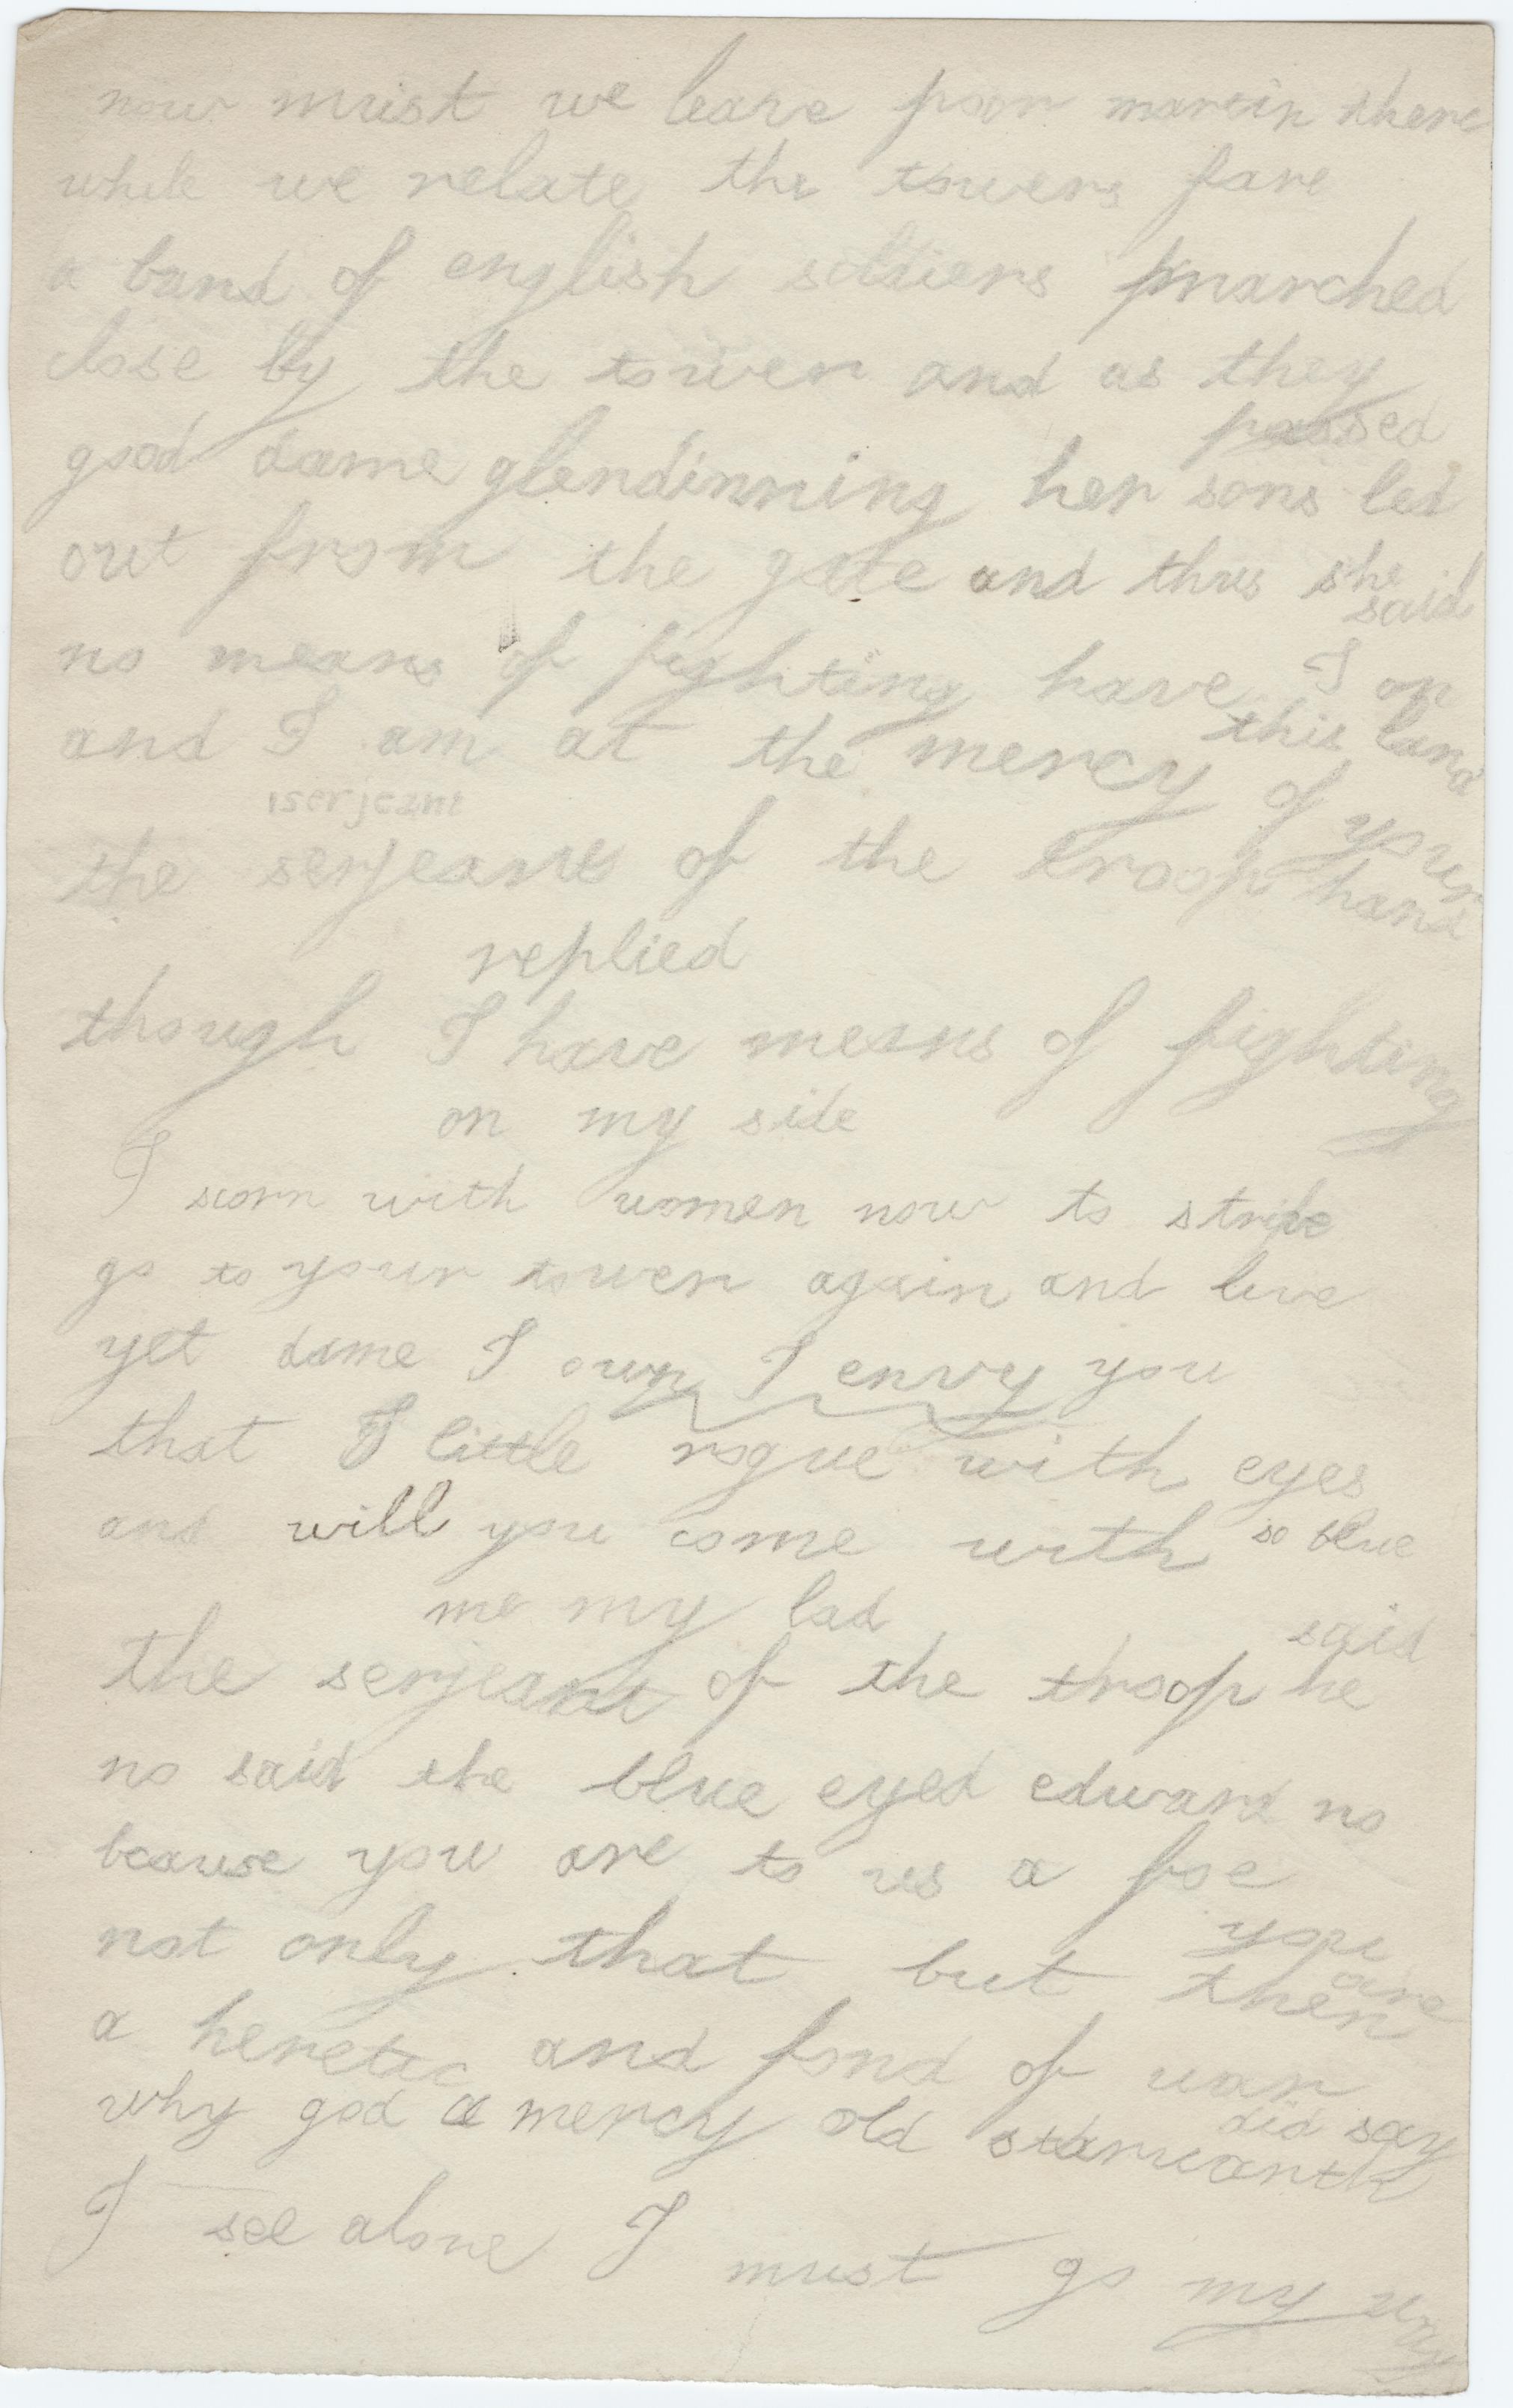 now must we leave poor martin there
while we relate the towers fare
a band of english soldiers marched
close by the tower and as they
passed
good dame glendinning her sons led
out from the gate and thus she
said
no means of fighting have I on
this land
and I am at the mercy of your
hand
serjeant
the serjeant of the troop
replied
though I have means of fighting
on my side
I scorn with women now to strive
go to your tower again and live
yet dame I own I envy you
that little rogue with eyes
so blue
and will you come with
me my lad
said
the serjeant of the troop he
no said the blue eyed edward no
because you are to us a foe
not only that but then
you are
a heretic and fond of war
why god a mercy old stawarth
did say
I see alone I must go my way